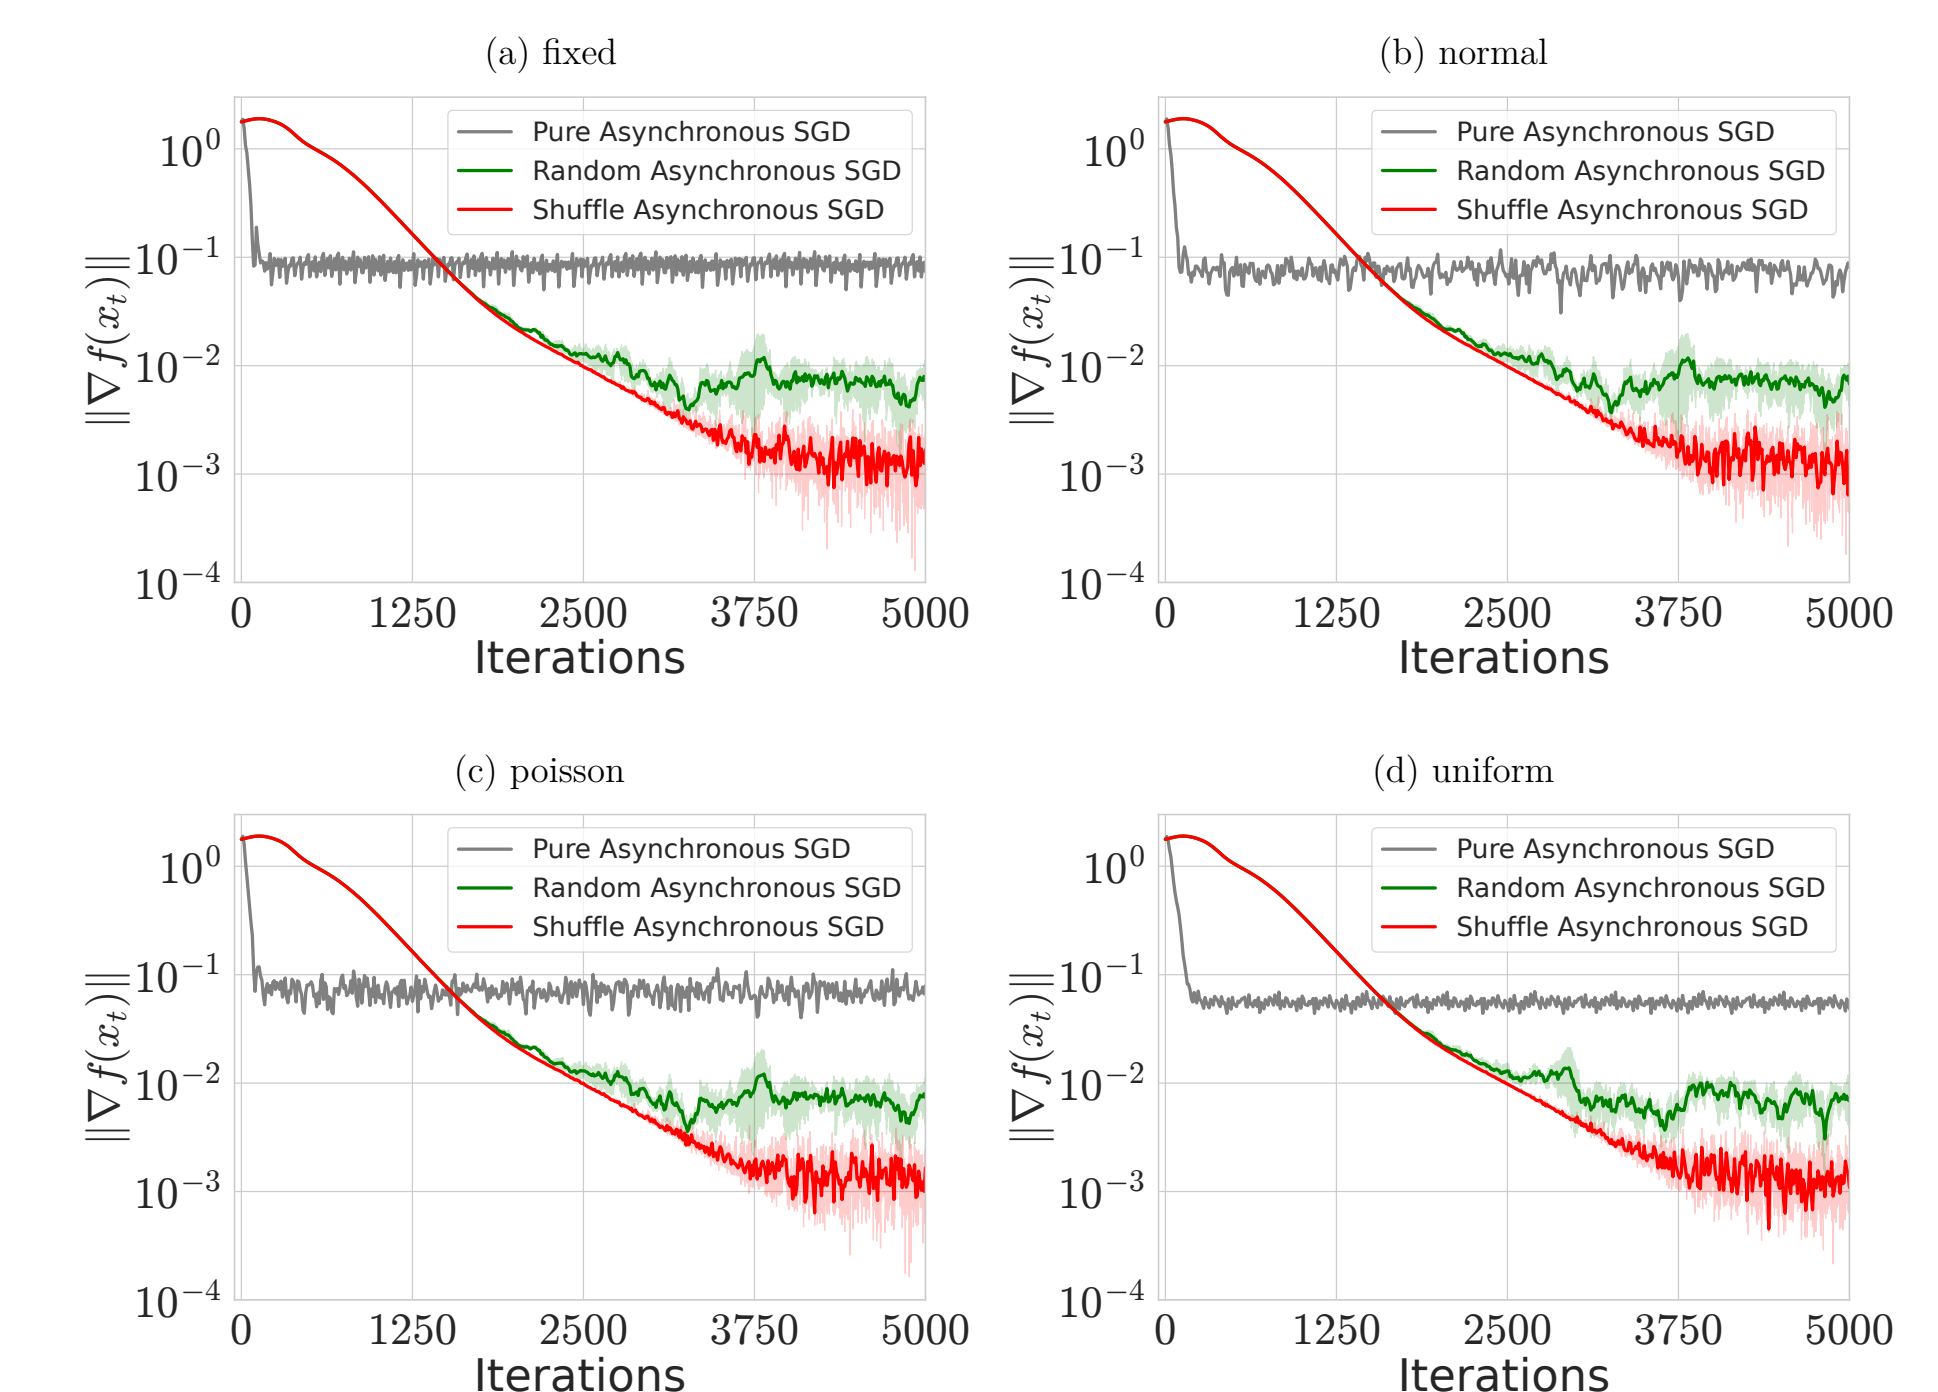 (a) fixed
Pure Asynchronous SGD
Random Asynchronous SGD
Shuffle Asynchronous SGD
‖∇f(x_t)‖
10^0
10^−1
10^−2
10^−3
10^−4
0 1250 2500 3750 5000
Iterations
(b) normal
Pure Asynchronous SGD
Random Asynchronous SGD
Shuffle Asynchronous SGD
‖∇f(x_t)‖
10^0
10^−1
10^−2
10^−3
10^−4
0 1250 2500 3750 5000
Iterations
(c) poisson
Pure Asynchronous SGD
Random Asynchronous SGD
Shuffle Asynchronous SGD
‖∇f(x_t)‖
10^0
10^−1
10^−2
10^−3
10^−4
0 1250 2500 3750 5000
Iterations
(d) uniform
Pure Asynchronous SGD
Random Asynchronous SGD
Shuffle Asynchronous SGD
‖∇f(x_t)‖
10^0
10^−1
10^−2
10^−3
10^−4
0 1250 2500 3750 5000
Iterations